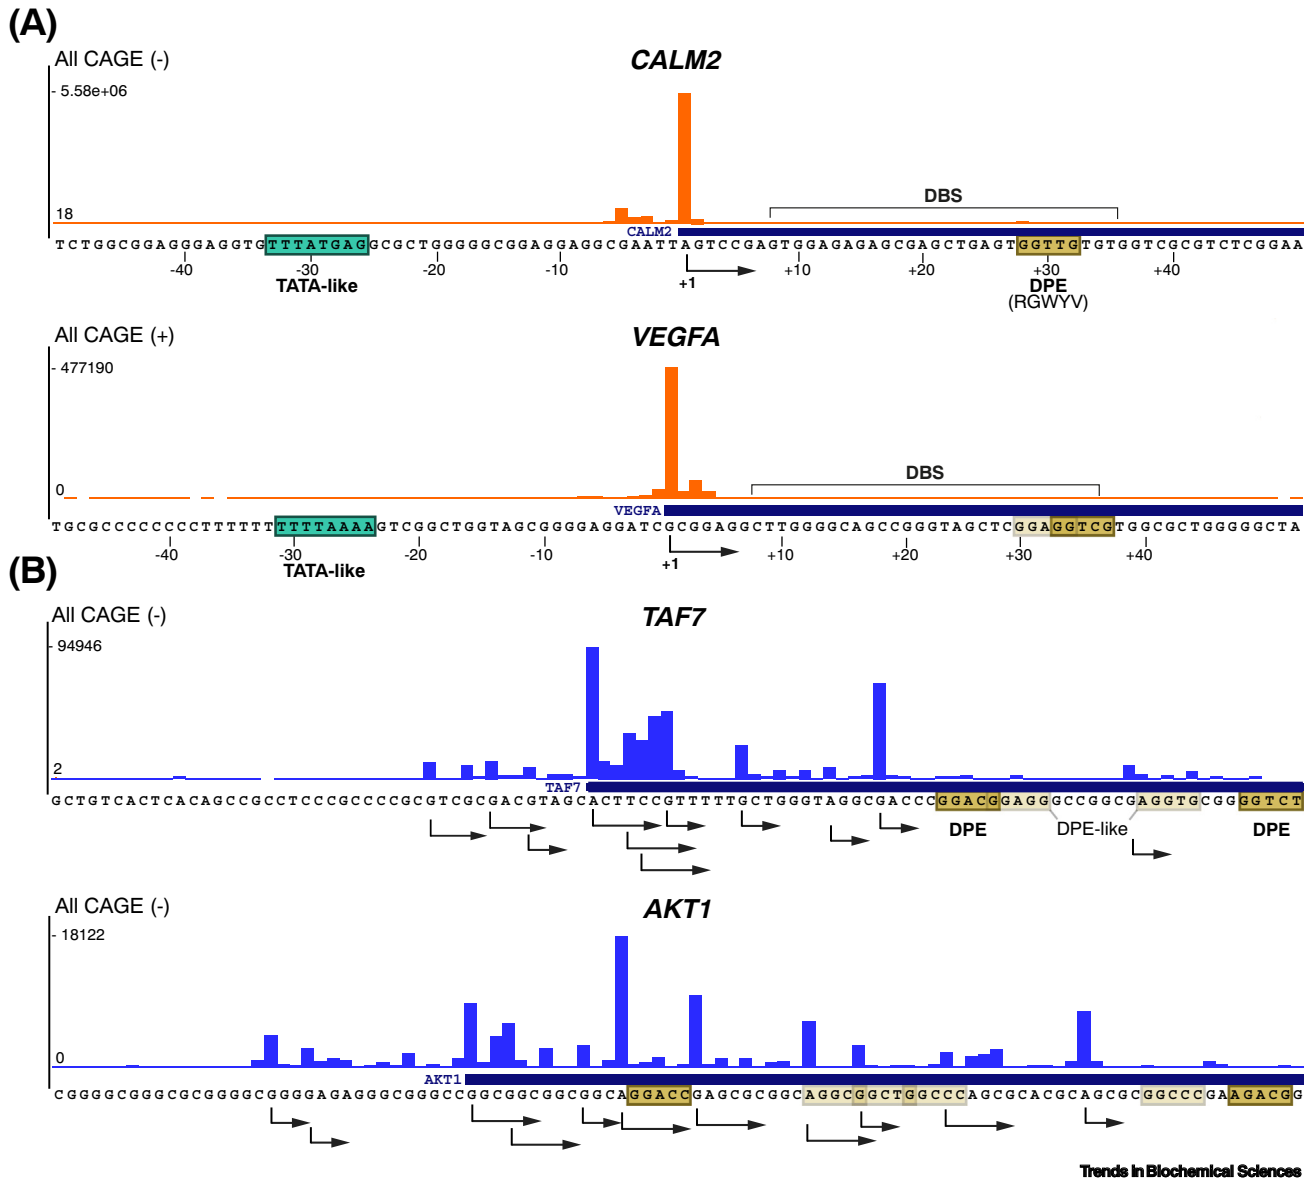 (A)
All CAGE (-)
CALM2
- 5.58e+06
DBS
18
CALM2
TCTGGCGGAGGGAGGTGTTTATGAGGCGCTGGGGGCGGAGGAGGCGAATTAGTCCGAGTGGAGAGAGCGAGCTGAGTGGTTGTGTGGTCGCGTCTCGGAA
-40 -30 -20 -10 +1 +10 +20 +30 +40
TATA-like DPE
(RGWYV)
All CAGE (+)
VEGFA
- 477190
DBS
0
VEGFA
TGCGCCCCCCCCTTTTTTTTTTAAAAGTCGGCTGGTAGCGGGGAGGATCGCGGAGGCTTGGGGCAGCCGGGTAGCTCGGAGGTCGTGGCGCTGGGGGCTA
-40 -30 -20 -10 +1 +10 +20 +30 +40
TATA-like
(B)
All CAGE (-)
TAF7
- 94946
2
TAF7
GCTGTCACTCACAGCCGCCTCCCGCCCCGCGTCGCGACGTAGCACTTCCGTTTTTGCTGGGTAGGCGACCCGGACGGAGGGCCGGCGAGGTGCGGGGTCT
DPE DPE-like DPE
All CAGE (-)
AKT1
- 18122
0
AKT1
CGGGGCGGGCGCGGGGCGGGGAGAGGGCGGGCCGGCGGCGGCGGCAGGACCGAGCGCGGCAGGCGGCTGGCCCAGCGCACGCAGCGCGGCCCGAAGACGG
Trends in Biochemical Sciences